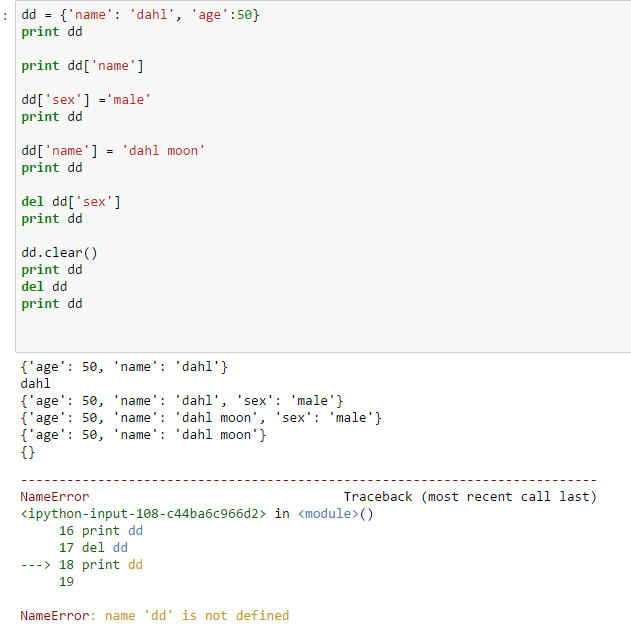 : dd = {'name': 'dahl', 'age':50}
print dd
print dd['name']
dd['sex'] ='male'
print dd
dd['name'] = 'dahl moon'
print dd
del dd['sex']
print dd
dd.clear()
print dd
del dd
print dd
{'age': 50, 'name': 'dahl'}
dahl
{'age': 50, 'name': 'dahl', 'sex': 'male'}
{'age': 50, 'name': 'dahl moon', 'sex': 'male'}
{'age': 50, 'name': 'dahl moon'}
{}
---------------------------------------------------------------------------
NameError                                 Traceback (most recent call last)
<ipython-input-108-c44ba6c966d2> in <module>()
     16 print dd
     17 del dd
---> 18 print dd
     19
NameError: name 'dd' is not defined